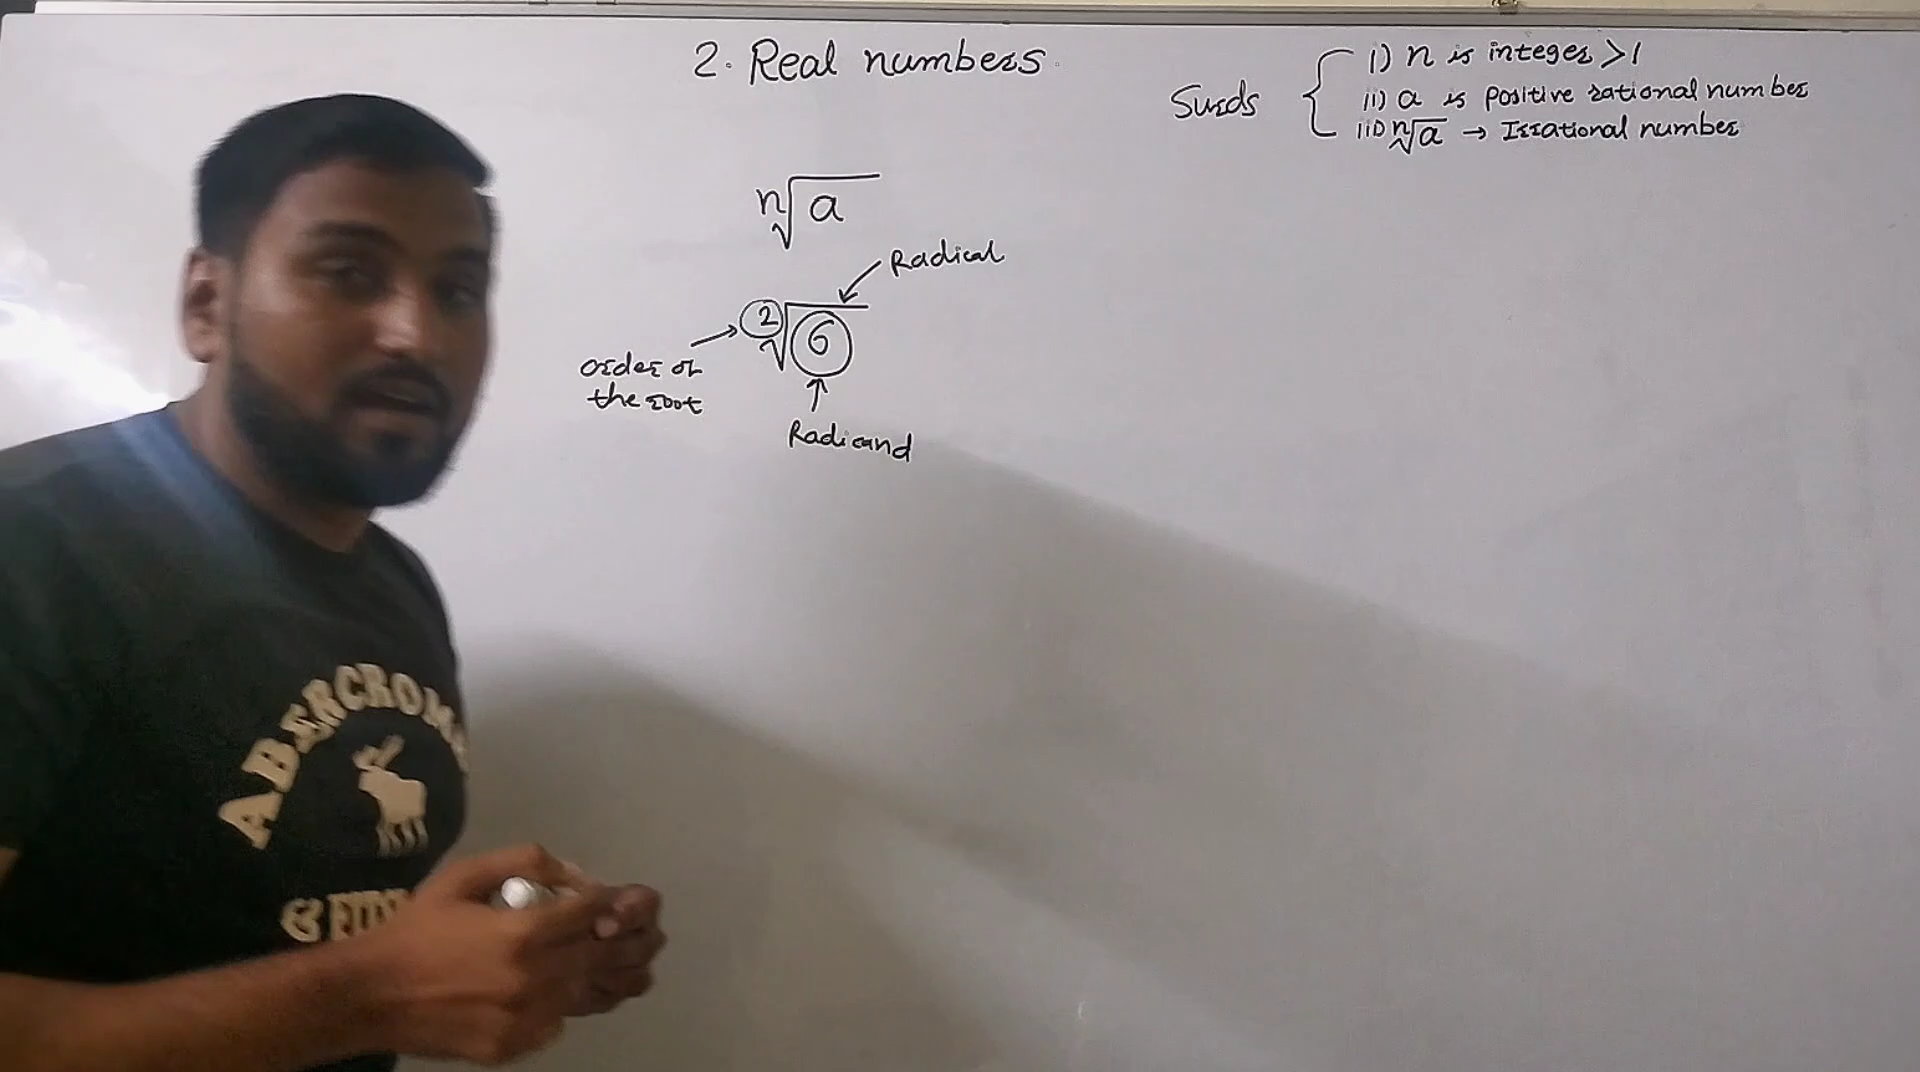 2. Real numbers
Surds
i) n is integer >1
ii) a is positive rational number
iii) ⁿ√a → Irrational number
ⁿ√a
Radical
²√6
order of
the root
Radicand
ABERCROM
&